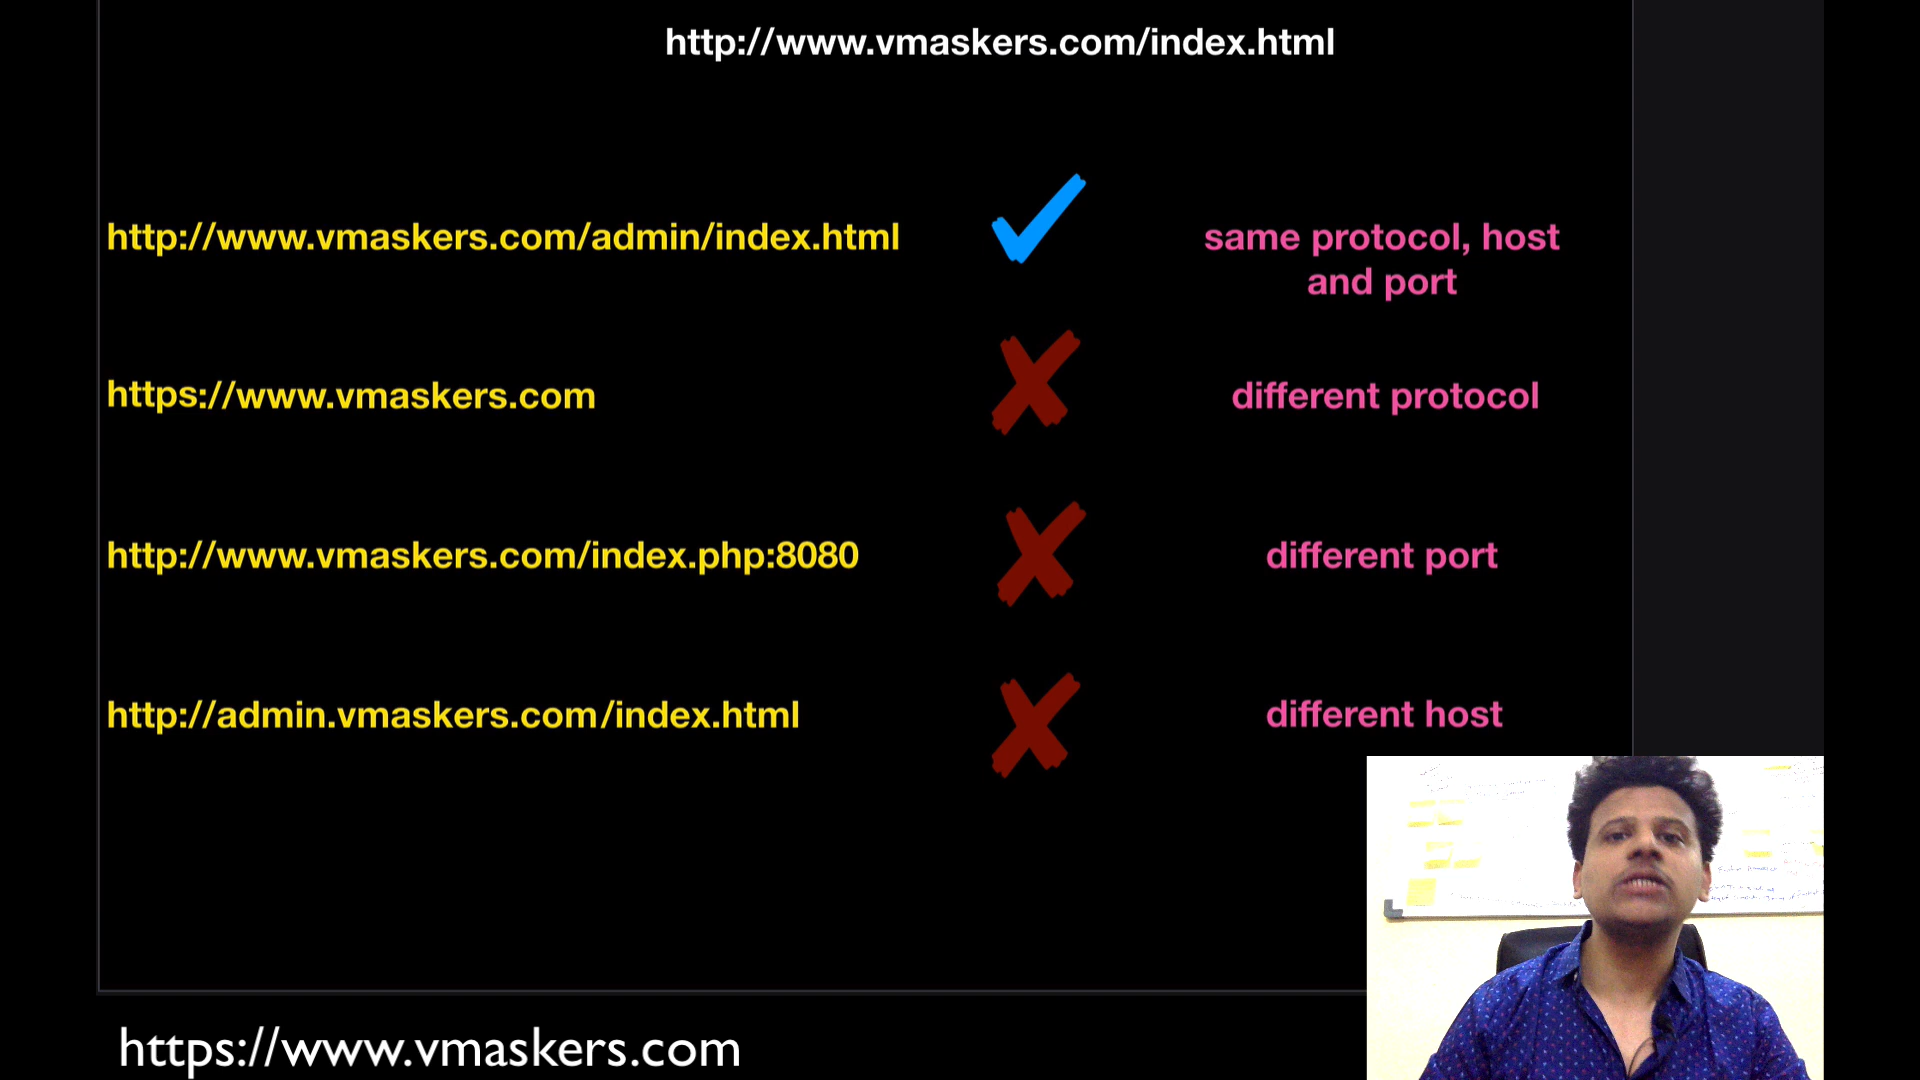 http://www.vmaskers.com/index.html
http://www.vmaskers.com/admin/index.html
same protocol, host
and port
https://www.vmaskers.com
different protocol
http://www.vmaskers.com/index.php:8080
different port
http://admin.vmaskers.com/index.html
different host
https://www.vmaskers.com